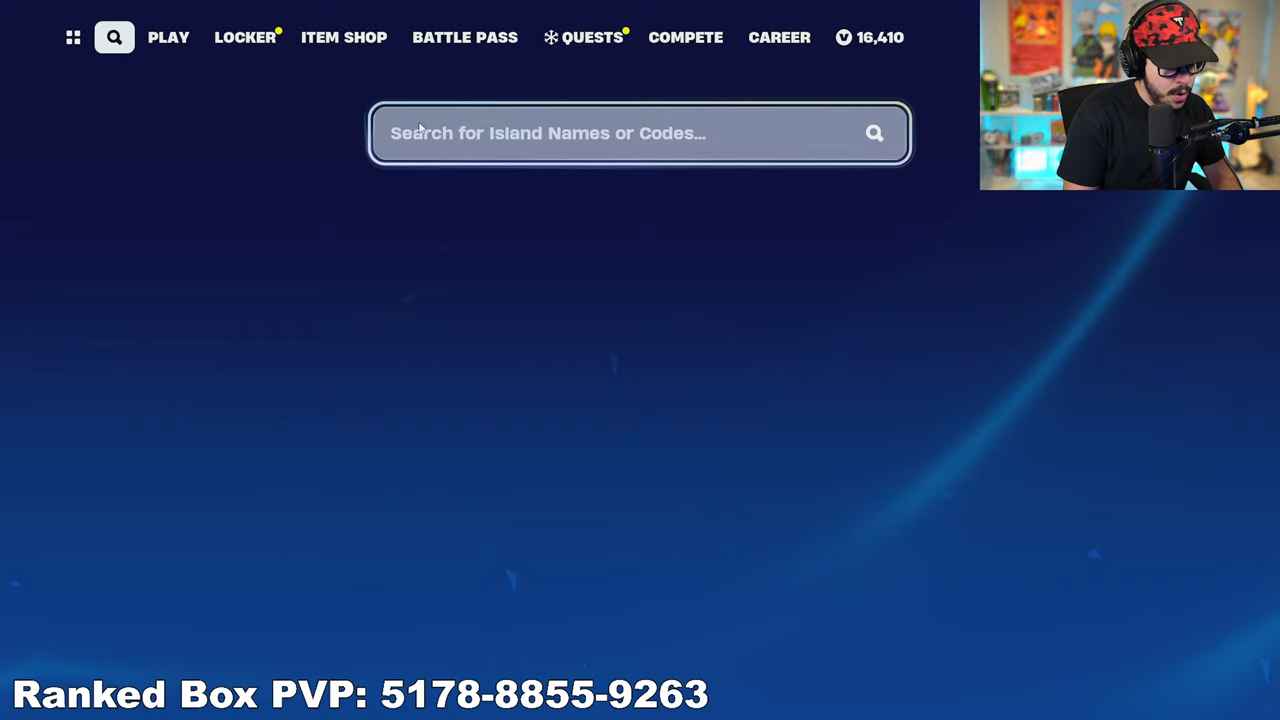 PLAY LOCKER ITEM SHOP BATTLE PASS QUESTS COMPETE CAREER 16,410
Search for Island Names or Codes...
Ranked Box PVP: 5178-8855-9263